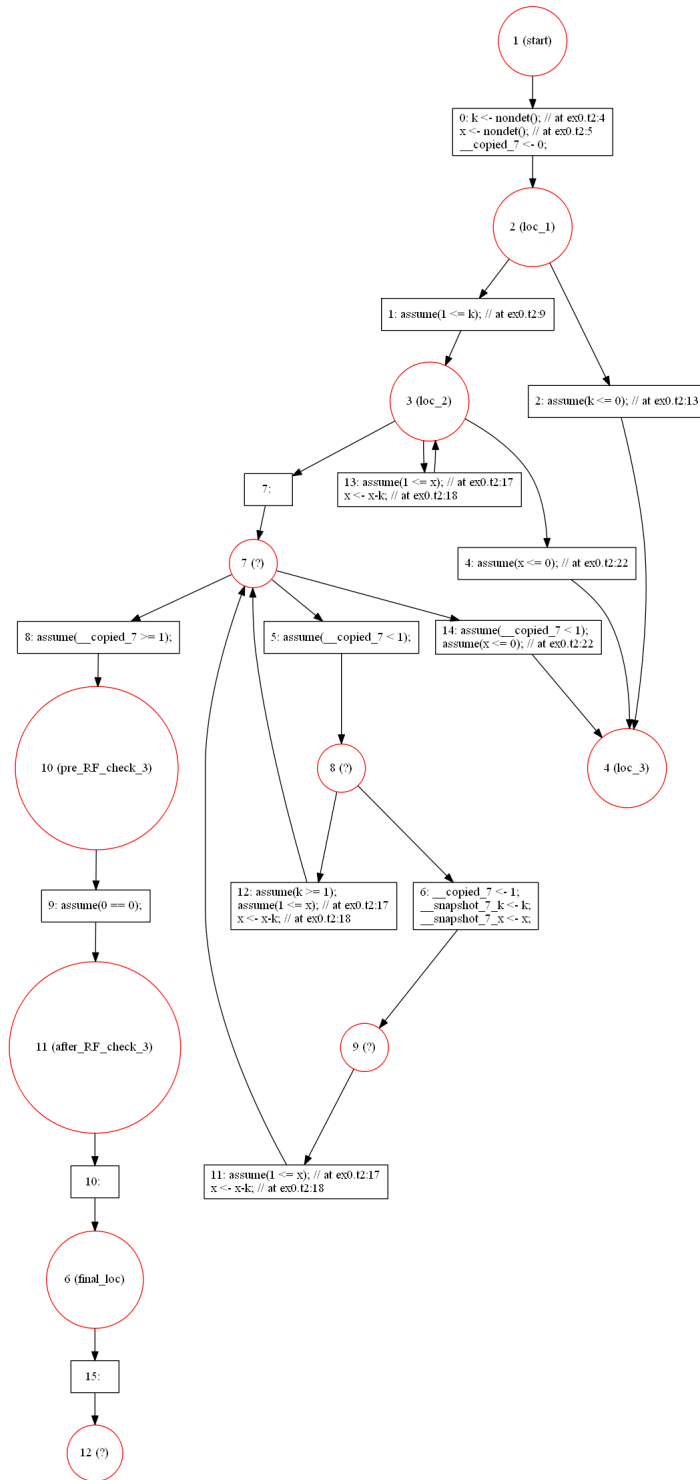 1 (start)
0: k <- nondet(); // at ex0.t2:4
x <- nondet(); // at ex0.t2:5
__copied_7 <- 0;
2 (loc_1)
1: assume(1 <= k); // at ex0.t2:9
3 (loc_2)
2: assume(k <= 0); // at ex0.t2:13
7:
13: assume(1 <= x); // at ex0.t2:17
x <- x-k; // at ex0.t2:18
7 (?)
4: assume(x <= 0); // at ex0.t2:22
8: assume(__copied_7 >= 1);
5: assume(__copied_7 < 1);
14: assume(__copied_7 < 1);
assume(x <= 0); // at ex0.t2:22
10 (pre_RF_check_3)
8 (?)
4 (loc_3)
9: assume(0 == 0);
12: assume(k >= 1);
assume(1 <= x); // at ex0.t2:17
x <- x-k; // at ex0.t2:18
6: __copied_7 <- 1;
__snapshot_7_k <- k;
__snapshot_7_x <- x;
11 (after_RF_check_3)
9 (?)
10:
11: assume(1 <= x); // at ex0.t2:17
x <- x-k; // at ex0.t2:18
6 (final_loc)
15:
12 (?)